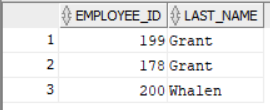 EMPLOYEE_ID LAST_NAME
1 199 Grant
2 178 Grant
3 200 Whalen